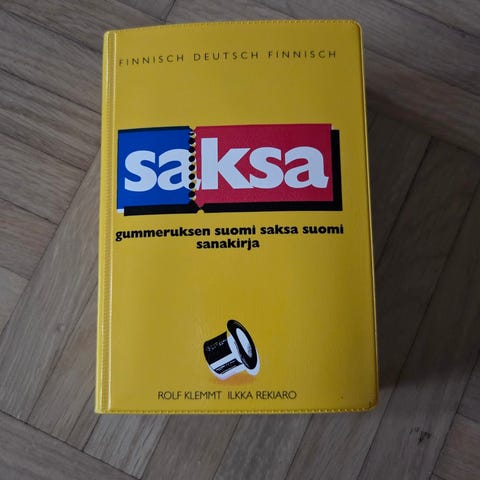 FINNISCH DEUTSCH FINNISCH
saksa
gummeruksen suomi saksa suomi
sanakirja
ROLF KLEMMT ILKKA REKIARO